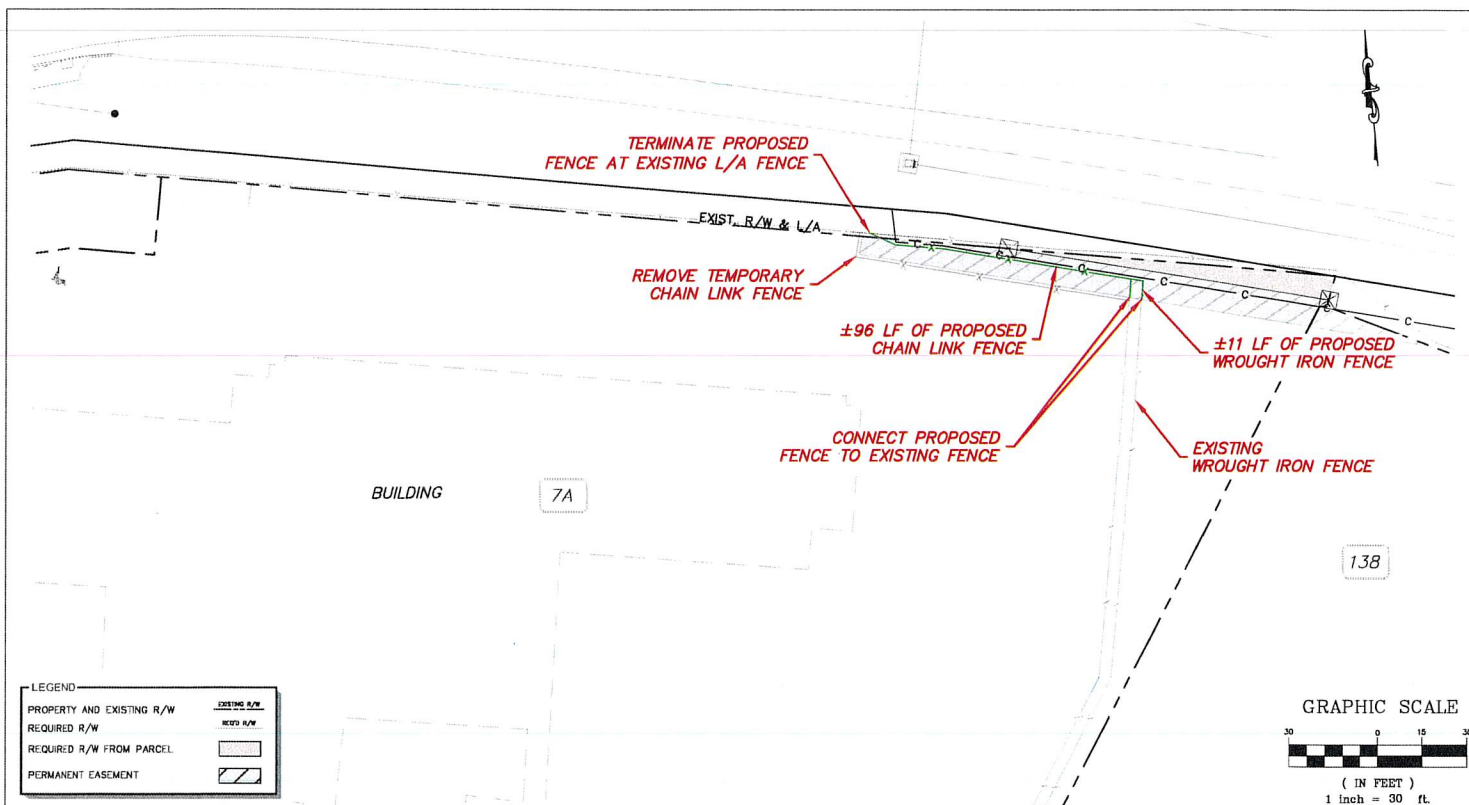 TERMINATE PROPOSED
FENCE AT EXISTING L/A FENCE
EXIST. R/W & L/A
REMOVE TEMPORARY
CHAIN LINK FENCE
±96 LF OF PROPOSED
CHAIN LINK FENCE
±11 LF OF PROPOSED
WROUGHT IRON FENCE
CONNECT PROPOSED
FENCE TO EXISTING FENCE
EXISTING
WROUGHT IRON FENCE
BUILDING
7A
138
C
C
C
C
LEGEND
PROPERTY AND EXISTING R/W
EXISTING R/W
REQUIRED R/W
REQ'D R/W
REQUIRED R/W FROM PARCEL
PERMANENT EASEMENT
GRAPHIC SCALE
30 0 15 30
( IN FEET )
1 inch = 30 ft.